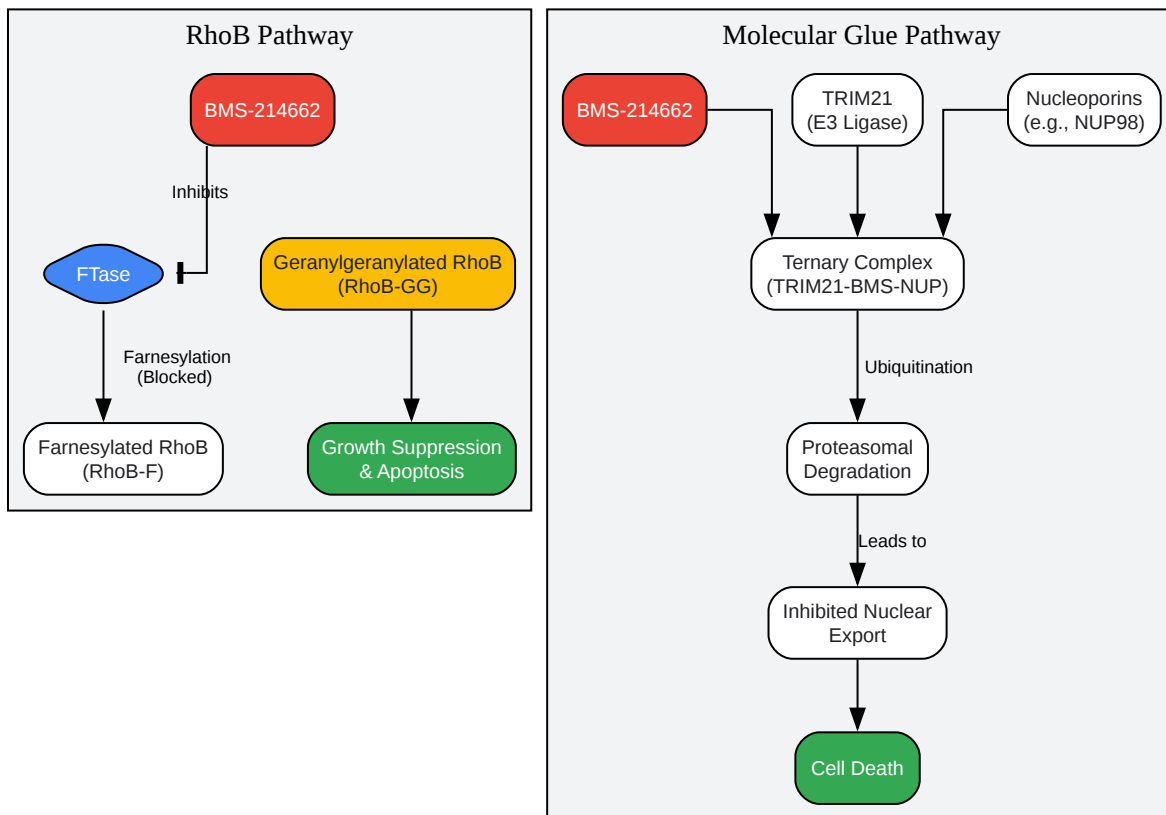 RhoB Pathway
BMS-214662
Inhibits
FTase
Geranylgeranylated RhoB
(RhoB-GG)
Farnesylation
(Blocked)
Farnesylated RhoB
(RhoB-F)
Growth Suppression
& Apoptosis
Molecular Glue Pathway
BMS-214662
TRIM21
(E3 Ligase)
Nucleoporins
(e.g., NUP98)
Ternary Complex
(TRIM21-BMS-NUP)
Ubiquitination
Proteasomal
Degradation
Leads to
Inhibited Nuclear
Export
Cell Death